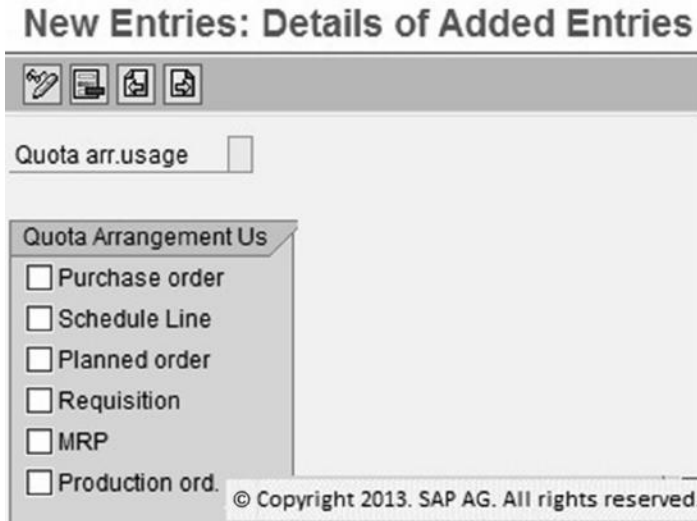 New Entries: Details of Added Entries
Quota arr.usage
Quota Arrangement Us
Purchase order
Schedule Line
Planned order
Requisition
MRP
Production ord.
© Copyright 2013. SAP AG. All rights reserved